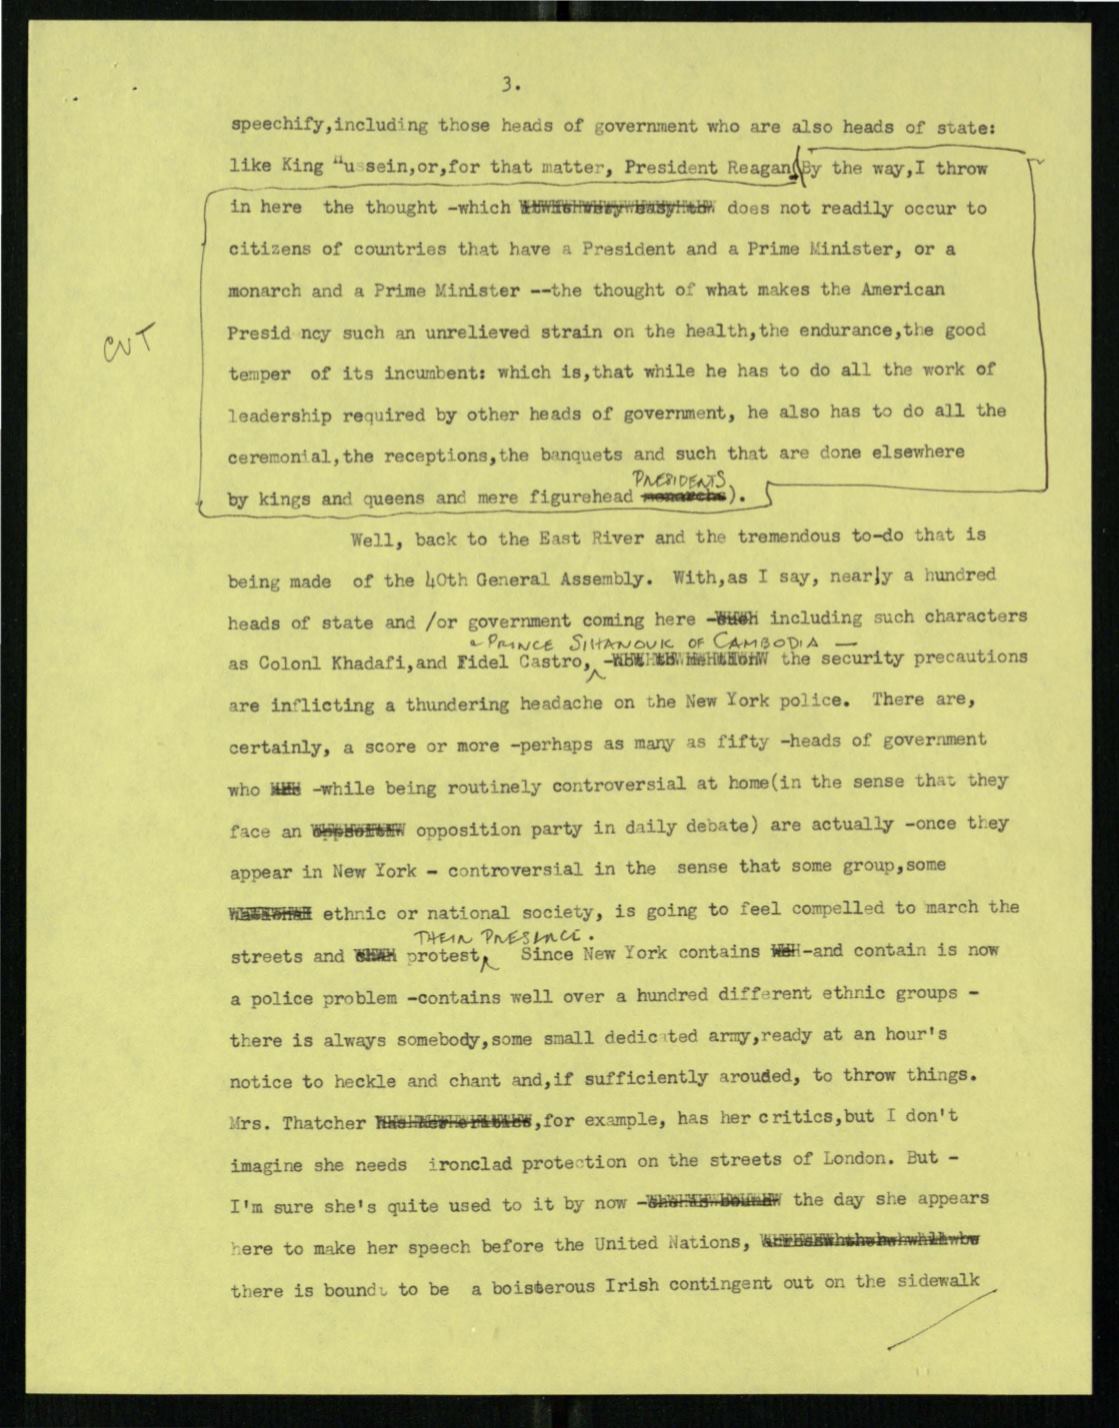 3.
speechify,including those heads of government who are also heads of state:
like King Hussein,or,for that matter, President Reagan.(By the way,I throw
in here the thought -which does not readily occur to
citizens of countries that have a President and a Prime Minister, or a
monarch and a Prime Minister --the thought of what makes the American
CUT
Presid ncy such an unrelieved strain on the health,the endurance,the good
temper of its incumbent: which is,that while he has to do all the work of
leadership required by other heads of government, he also has to do all the
ceremonial,the receptions,the banquets and such that are done elsewhere
PRESIDENTS
by kings and queens and mere figurehead monarchs).
Well, back to the East River and the tremendous to-do that is
being made of the 40th General Assembly. With,as I say, nearly a hundred
heads of state and /or government coming here - including such characters
PRINCE SIHANOUK OF CAMBODIA —
as Colonl Khadafi,and Fidel Castro, -not to mention the security precautions
are inflicting a thundering headache on the New York police. There are,
certainly, a score or more -perhaps as many as fifty -heads of government
who -while being routinely controversial at home(in the sense that they
face an opposition party in daily debate) are actually -once they
appear in New York - controversial in the sense that some group,some
ethnic or national society, is going to feel compelled to march the
THEIR PRESENCE.
streets and protest Since New York contains -and contain is now
a police problem -contains well over a hundred different ethnic groups -
there is always somebody,some small dedicated army,ready at an hour's
notice to heckle and chant and,if sufficiently arouded, to throw things.
Mrs. Thatcher has her critics,for example, has her critics,but I don't
imagine she needs ironclad protection on the streets of London. But -
I'm sure she's quite used to it by now - the day she appears
here to make her speech before the United Nations,
there is bound to be a boisterous Irish contingent out on the sidewalk